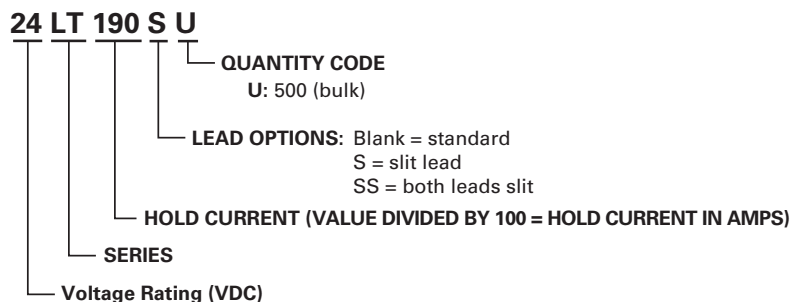 24 LT 190 S U
QUANTITY CODE
U: 500 (bulk)
LEAD OPTIONS: Blank = standard
S = slit lead
SS = both leads slit
HOLD CURRENT (VALUE DIVIDED BY 100 = HOLD CURRENT IN AMPS)
SERIES
Voltage Rating (VDC)